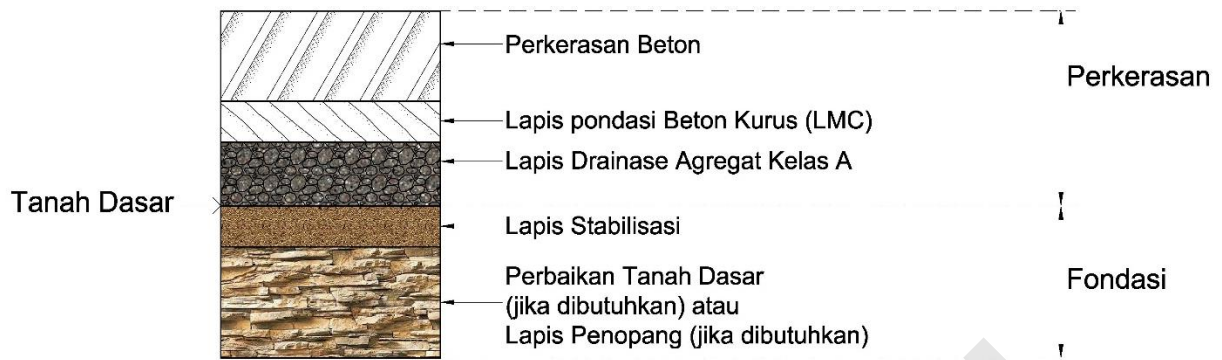 Perkerasan Beton
Perkerasan
Lapis pondasi Beton Kurus (LMC)
Lapis Drainase Agregat Kelas A
Tanah Dasar
Lapis Stabilisasi
Perbaikan Tanah Dasar
(jika dibutuhkan) atau
Lapis Penopang (jika dibutuhkan)
Fondasi